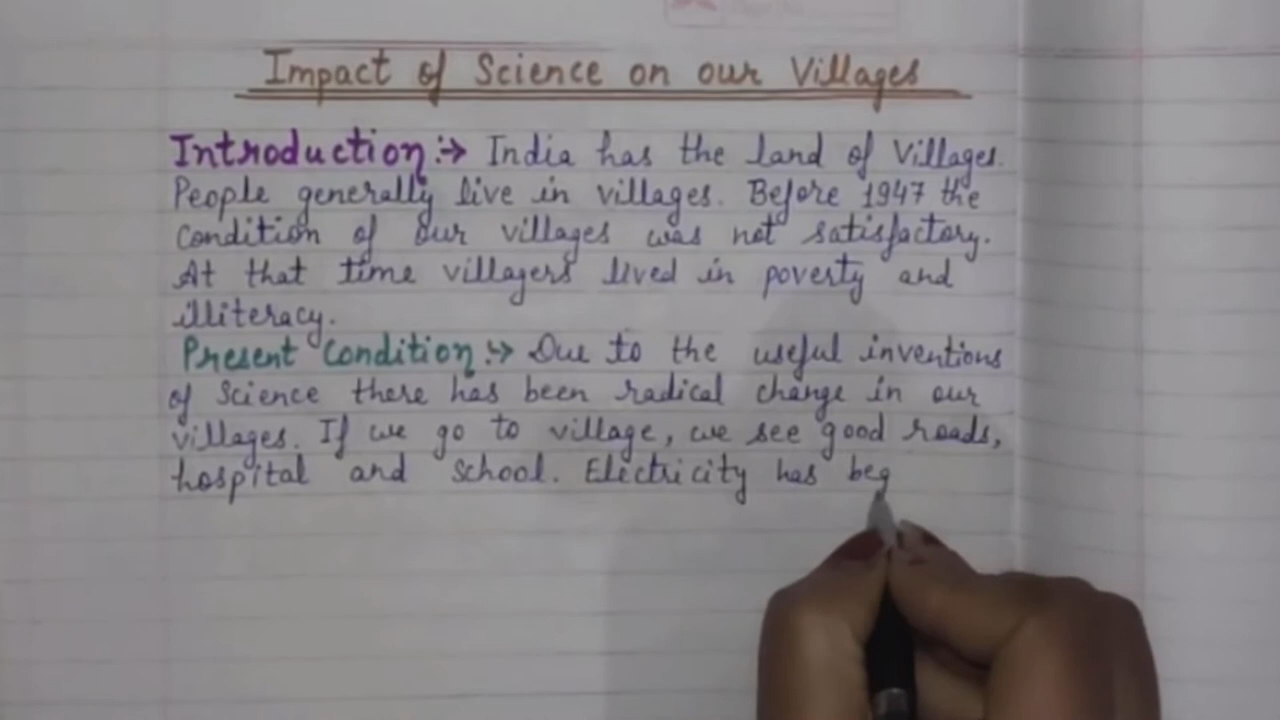 Impact of Science on our Villages
Introduction:→ India has the land of Villages.
People generally live in villages. Before 1947 the
condition of our villages was not satisfactory.
At that time villagers lived in poverty and
illiteracy.
Present Condition:→ Due to the useful inventions
of Science there has been radical change in our
villages. If we go to village, we see good roads,
hospital and school. Electricity has beg